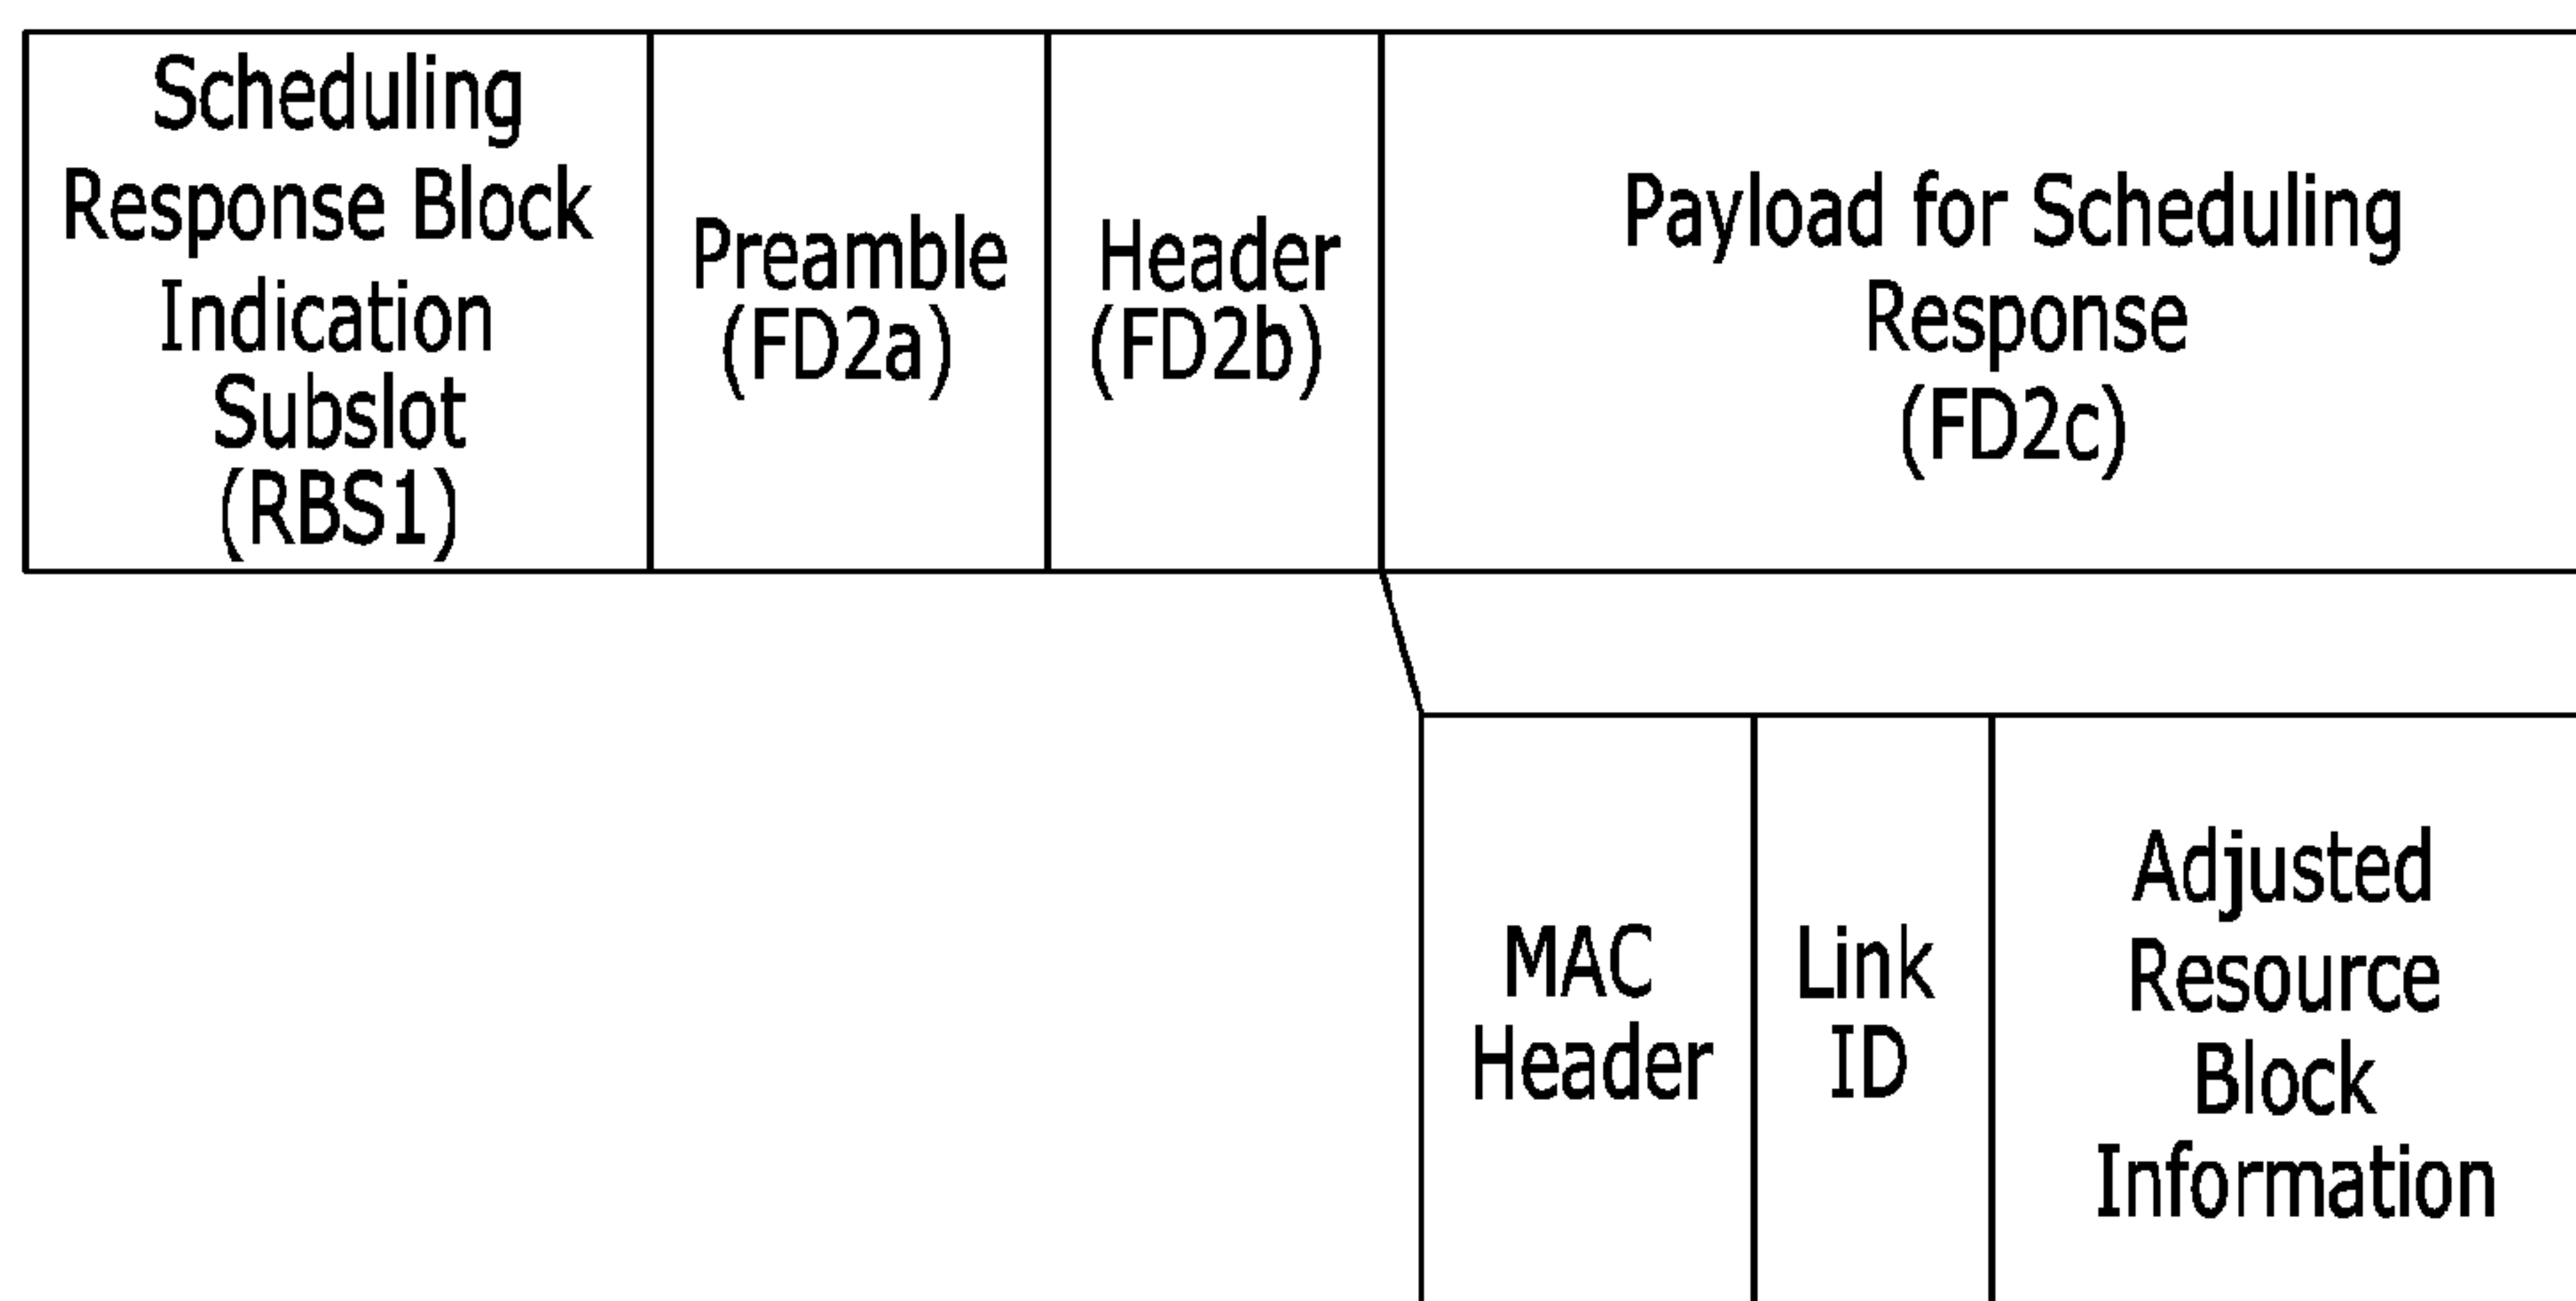 Scheduling
Response Block
Indication
Subslot
(RBS1)
Preamble
(FD2a)
Header
(FD2b)
Payload for Scheduling
Response
(FD2c)
MAC
Header
Link
ID
Adjusted
Resource
Block
Information